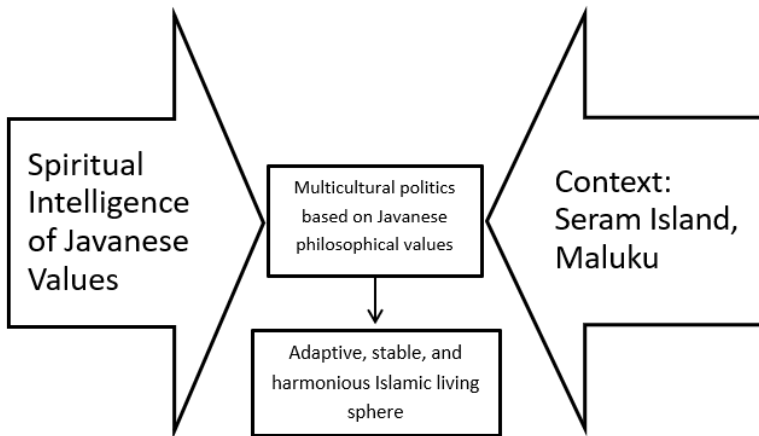 Spiritual
Intelligence
of Javanese
Values
Multicultural politics
based on Javanese
philosophical values
Context:
Seram Island,
Maluku
Adaptive, stable, and
harmonious Islamic living
sphere